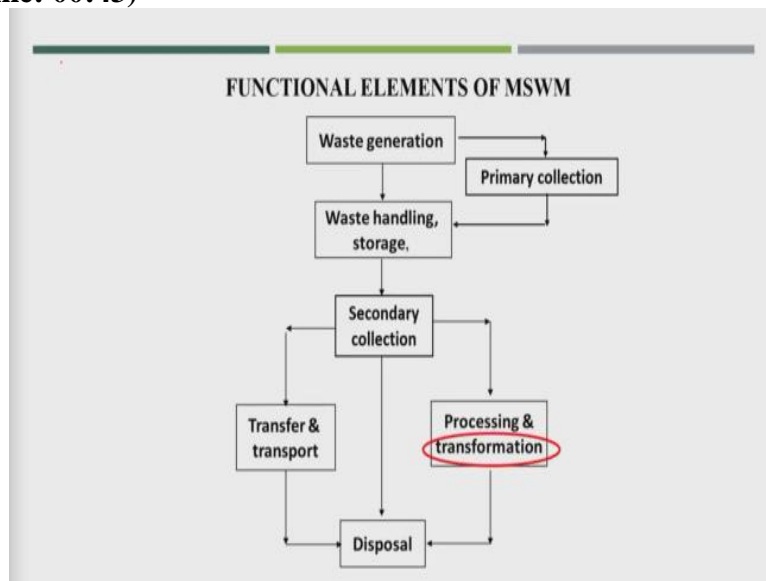 FUNCTIONAL ELEMENTS OF MSWM
Waste generation
Primary collection
Waste handling,
storage,
Secondary
collection
Transfer &
transport
Processing &
transformation
Disposal